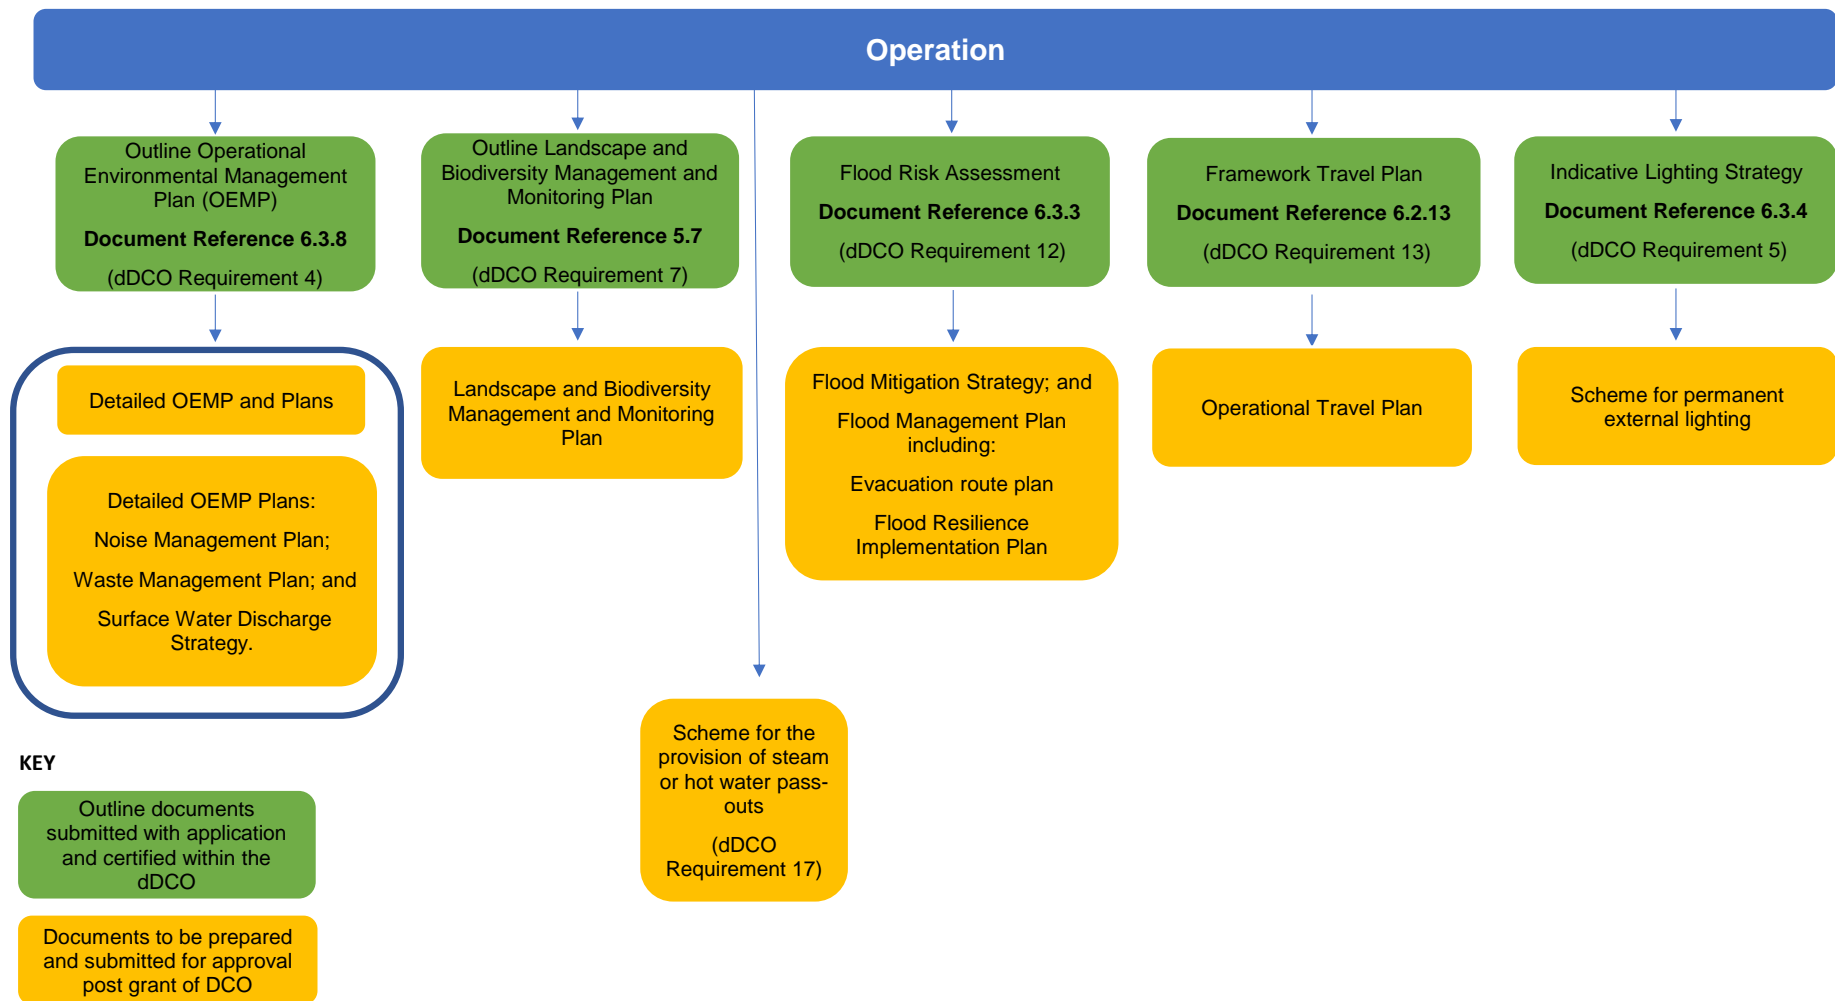 Operation
Outline Operational
Environmental Management
Plan (OEMP)
Document Reference 6.3.8
(dDCO Requirement 4)
Outline Landscape and
Biodiversity Management and
Monitoring Plan
Document Reference 5.7
(dDCO Requirement 7)
Flood Risk Assessment
Document Reference 6.3.3
(dDCO Requirement 12)
Framework Travel Plan
Document Reference 6.2.13
(dDCO Requirement 13)
Indicative Lighting Strategy
Document Reference 6.3.4
(dDCO Requirement 5)
Detailed OEMP and Plans
Detailed OEMP Plans:
Noise Management Plan;
Waste Management Plan; and
Surface Water Discharge
Strategy.
Landscape and Biodiversity
Management and Monitoring
Plan
Flood Mitigation Strategy; and
Flood Management Plan
including:
Evacuation route plan
Flood Resilience
Implementation Plan
Operational Travel Plan
Scheme for permanent
external lighting
Scheme for the
provision of steam
or hot water pass-
outs
(dDCO
Requirement 17)
KEY
Outline documents
submitted with application
and certified within the
dDCO
Documents to be prepared
and submitted for approval
post grant of DCO